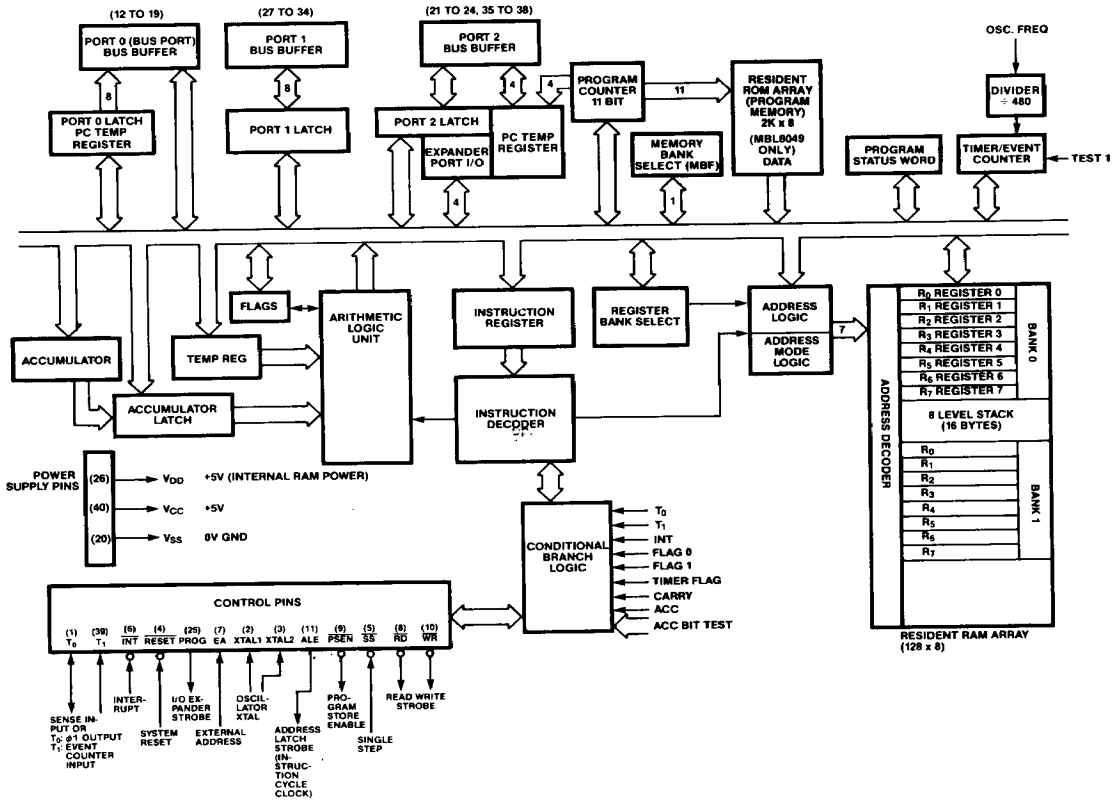 (12 TO 19)
PORT 0 (BUS PORT)
BUS BUFFER
8
PORT 0 LATCH
PC TEMP
REGISTER
(27 TO 34)
PORT 1
BUS BUFFER
8
PORT 1 LATCH
(21 TO 24, 35 TO 38)
PORT 2
BUS BUFFER
4
4
PORT 2 LATCH
EXPANDER
PORT I/O
PC TEMP
REGISTER
4
PROGRAM
COUNTER
11 BIT
11
MEMORY
BANK
SELECT (MBF)
1
RESIDENT
ROM ARRAY
(PROGRAM
MEMORY)
2K x 8
(MBL8049
ONLY)
DATA
PROGRAM
STATUS WORD
OSC. FREQ
DIVIDER
÷ 480
TIMER/EVENT
COUNTER
TEST 1
FLAGS
ARITHMETIC
LOGIC
UNIT
ACCUMULATOR
TEMP REG
ACCUMULATOR
LATCH
INSTRUCTION
REGISTER
INSTRUCTION
DECODER
REGISTER
BANK SELECT
ADDRESS
LOGIC
ADDRESS
MODE
LOGIC
7
ADDRESS DECODER
R0 REGISTER 0
R1 REGISTER 1
R2 REGISTER 2
R3 REGISTER 3
R4 REGISTER 4
R5 REGISTER 5
R6 REGISTER 6
R7 REGISTER 7
BANK 0
8 LEVEL STACK
(16 BYTES)
R0
R1
R2
R3
R4
R5
R6
R7
BANK 1
RESIDENT RAM ARRAY
(128 x 8)
POWER
SUPPLY PINS
(26) VDD +5V (INTERNAL RAM POWER)
(40) VCC +5V
(20) VSS 0V GND
CONDITIONAL
BRANCH
LOGIC
T0
T1
INT
FLAG 0
FLAG 1
TIMER FLAG
CARRY
ACC
ACC BIT TEST
CONTROL PINS
(1) (39) (6) (4) (25) (7) (2) (3) (11) (9) (5) (8) (10)
T0 T1 INT RESET PROG EA XTAL1 XTAL2 ALE PSEN SS RD WR
SENSE IN-
PUT OR
T0: φ1 OUTPUT
T1: EVENT
COUNTER
INPUT
INTER-
RUPT
SYSTEM
RESET
I/O EX-
PANDER
STROBE
EXTERNAL
ADDRESS
OSCIL-
LATOR
XTAL
ADDRESS
LATCH
STROBE
(IN-
STRUC-
TION
CYCLE
CLOCK)
PRO-
GRAM
STORE
ENABLE
SINGLE
STEP
READ WRITE
STROBE